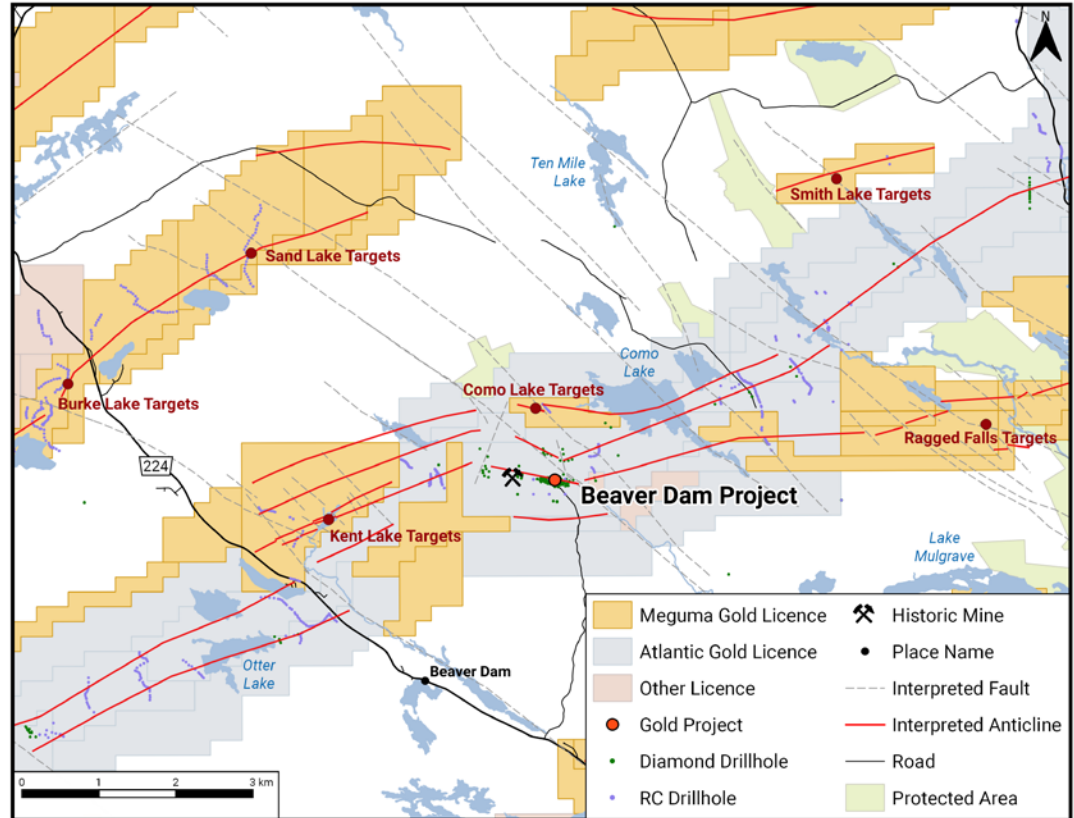 N
Ten Mile
Lake
Smith Lake Targets
Sand Lake Targets
Como
Lake
Como Lake Targets
Burke Lake Targets
Ragged Falls Targets
224
Beaver Dam Project
Kent Lake Targets
Lake
Mulgrave
Otter
Lake
Beaver Dam
0 1 2 3 km
Meguma Gold Licence
Atlantic Gold Licence
Other Licence
Gold Project
Diamond Drillhole
RC Drillhole
Historic Mine
Place Name
Interpreted Fault
Interpreted Anticline
Road
Protected Area